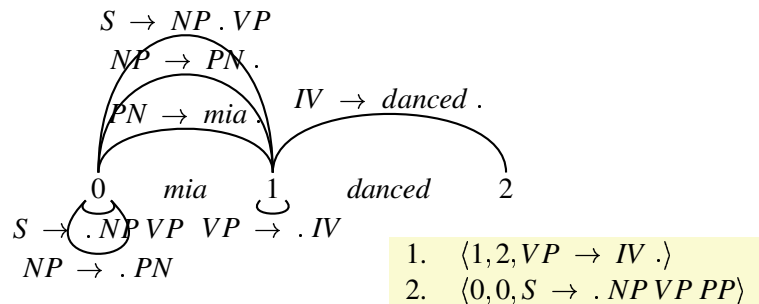 S → NP . VP
NP → PN .
PN → mia .
IV → danced .
0 mia 1 danced 2
S → . NP VP VP → . IV
NP → . PN
1. ⟨1,2,VP → IV .⟩
2. ⟨0,0,S → . NP VP PP⟩